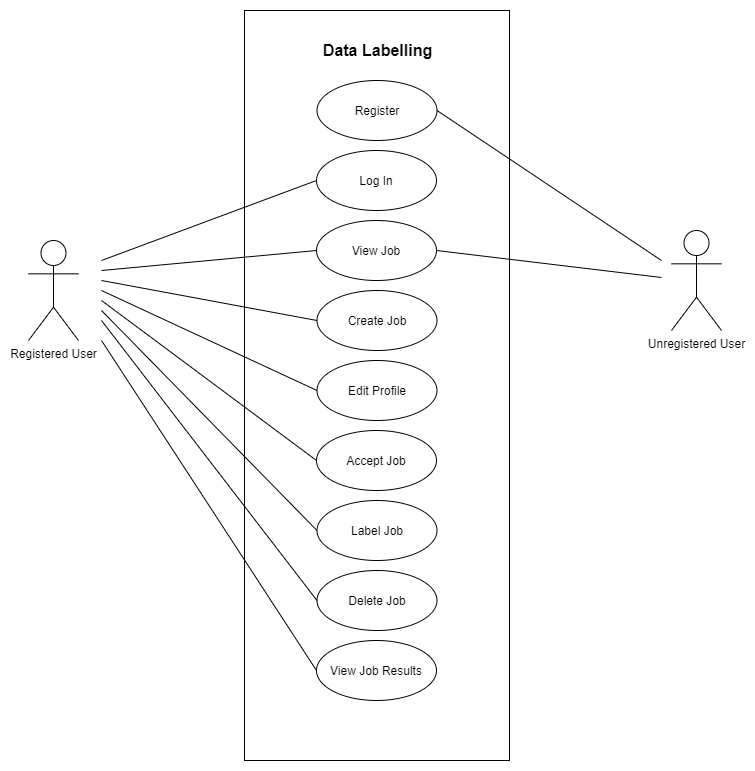 Data Labelling
Register
Log In
View Job
Create Job
Edit Profile
Accept Job
Label Job
Delete Job
View Job Results
Registered User
Unregistered User